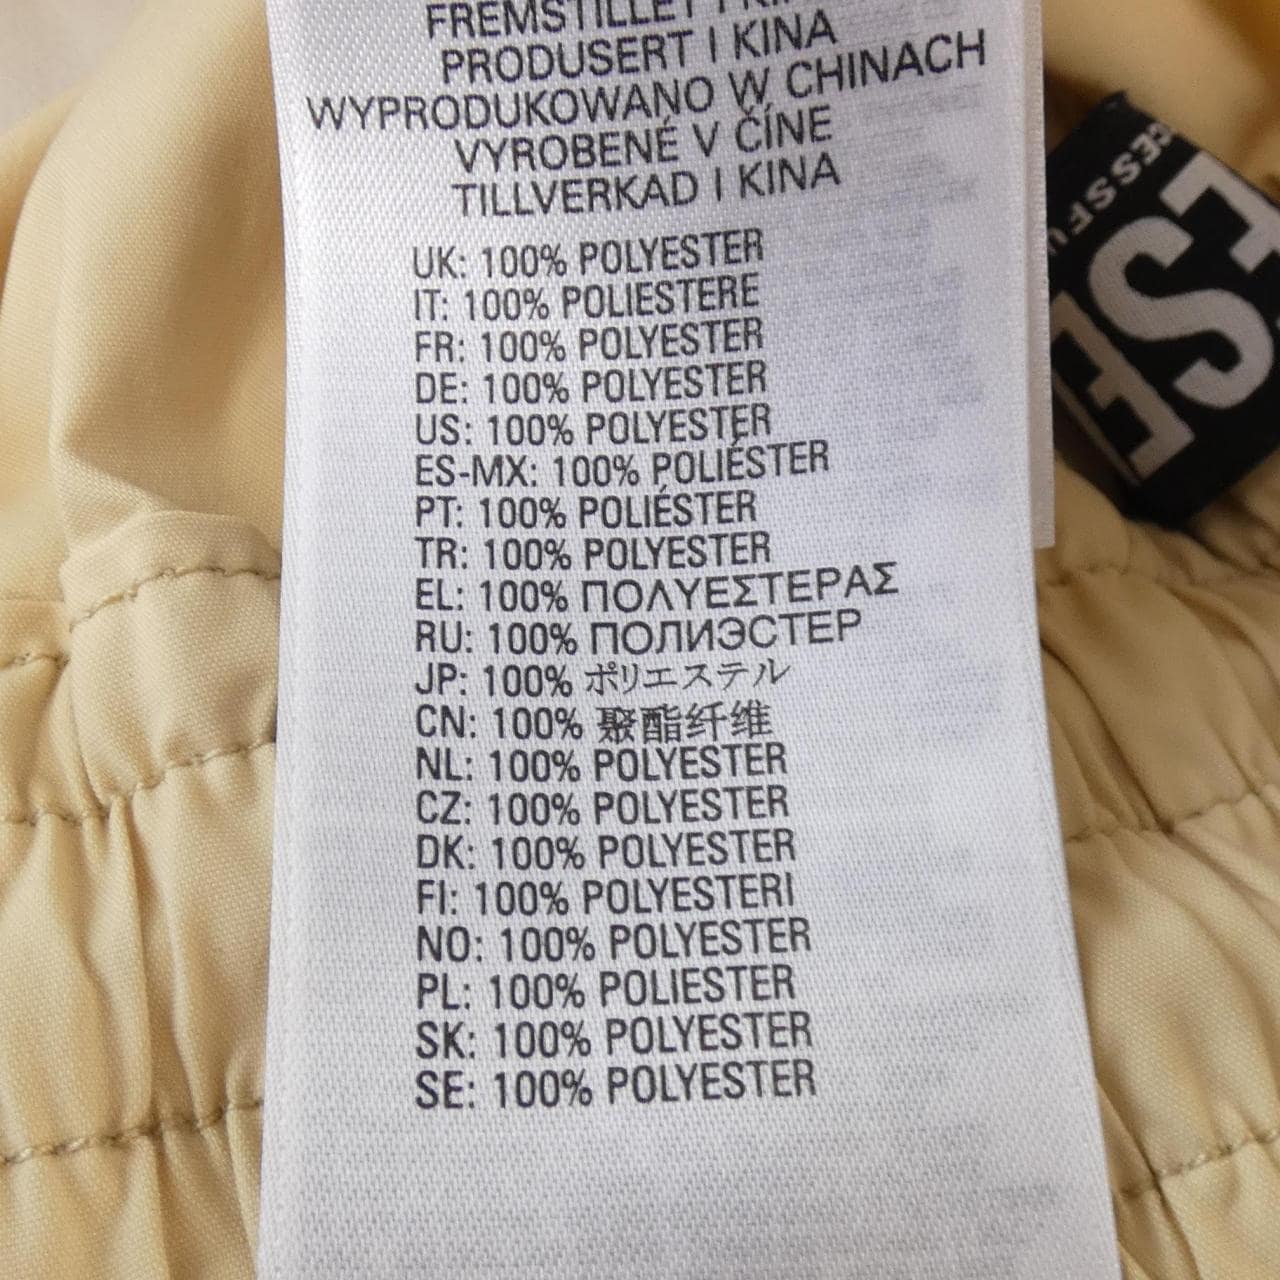 FREMSTILLET I
PRODUSERT I KINA
WYPRODUKOWANO W CHINACH
VYROBENÉ V ČÍNE
TILLVERKAD I KINA
UK: 100% POLYESTER
IT: 100% POLIESTERE
FR: 100% POLYESTER
DE: 100% POLYESTER
US: 100% POLYESTER
ES-MX: 100% POLIÉSTER
PT: 100% POLIÉSTER
TR: 100% POLYESTER
EL: 100% ΠΟΛΥΕΣΤΕΡΑΣ
RU: 100% ПОЛИЭСТЕР
JP: 100% ポリエステル
CN: 100% 聚酯纤维
NL: 100% POLYESTER
CZ: 100% POLYESTER
DK: 100% POLYESTER
FI: 100% POLYESTERI
NO: 100% POLYESTER
PL: 100% POLIESTER
SK: 100% POLYESTER
SE: 100% POLYESTER